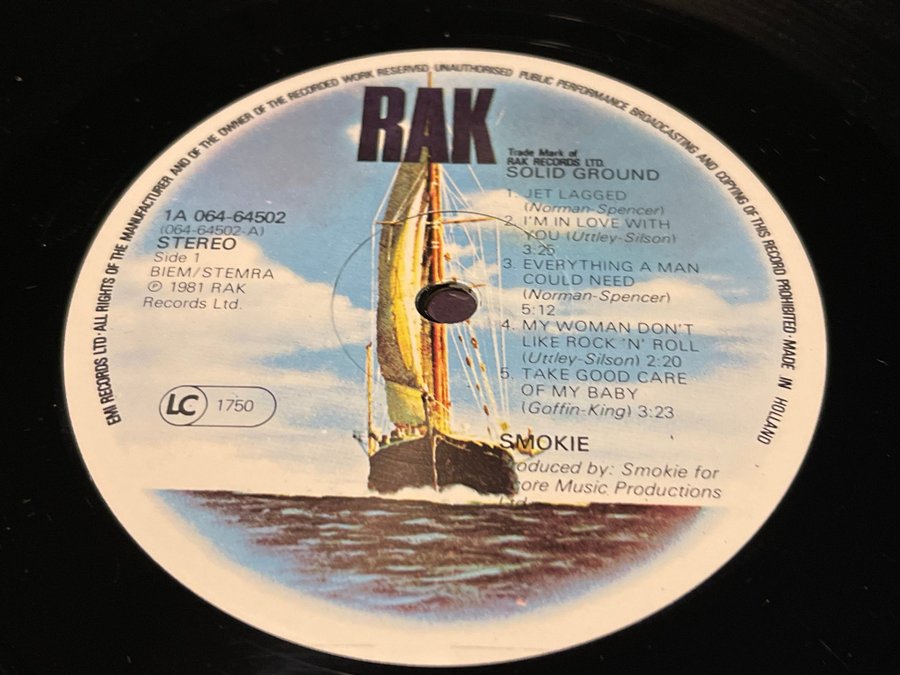 EMI RECORDS LTD·ALL RIGHTS OF THE MANUFACTURER AND OF THE OWNER OF THE RECORDED WORK RESERVED·UNAUTHORISED PUBLIC PERFORMANCE BROADCASTING AND COPYING OF THIS RECORD PROHIBITED·MADE IN HOLLAND
RAK
Trade Mark of
RAK RECORDS LTD.
SOLID GROUND
1. JET LAGGED
(Norman-Spencer)
2. I'M IN LOVE WITH
YOU (Uttley-Silson)
3:25
3. EVERYTHING A MAN
COULD NEED
(Norman-Spencer)
5:12
4. MY WOMAN DON'T
LIKE ROCK 'N' ROLL
(Uttley-Silson) 2:20
5. TAKE GOOD CARE
OF MY BABY
(Goffin-King) 3:23
SMOKIE
Produced by: Smokie for
Music Productions
Ltd.
1A 064-64502
(064-64502-A)
STEREO
Side 1
BIEM/STEMRA
℗ 1981 RAK
Records Ltd.
LC 1750